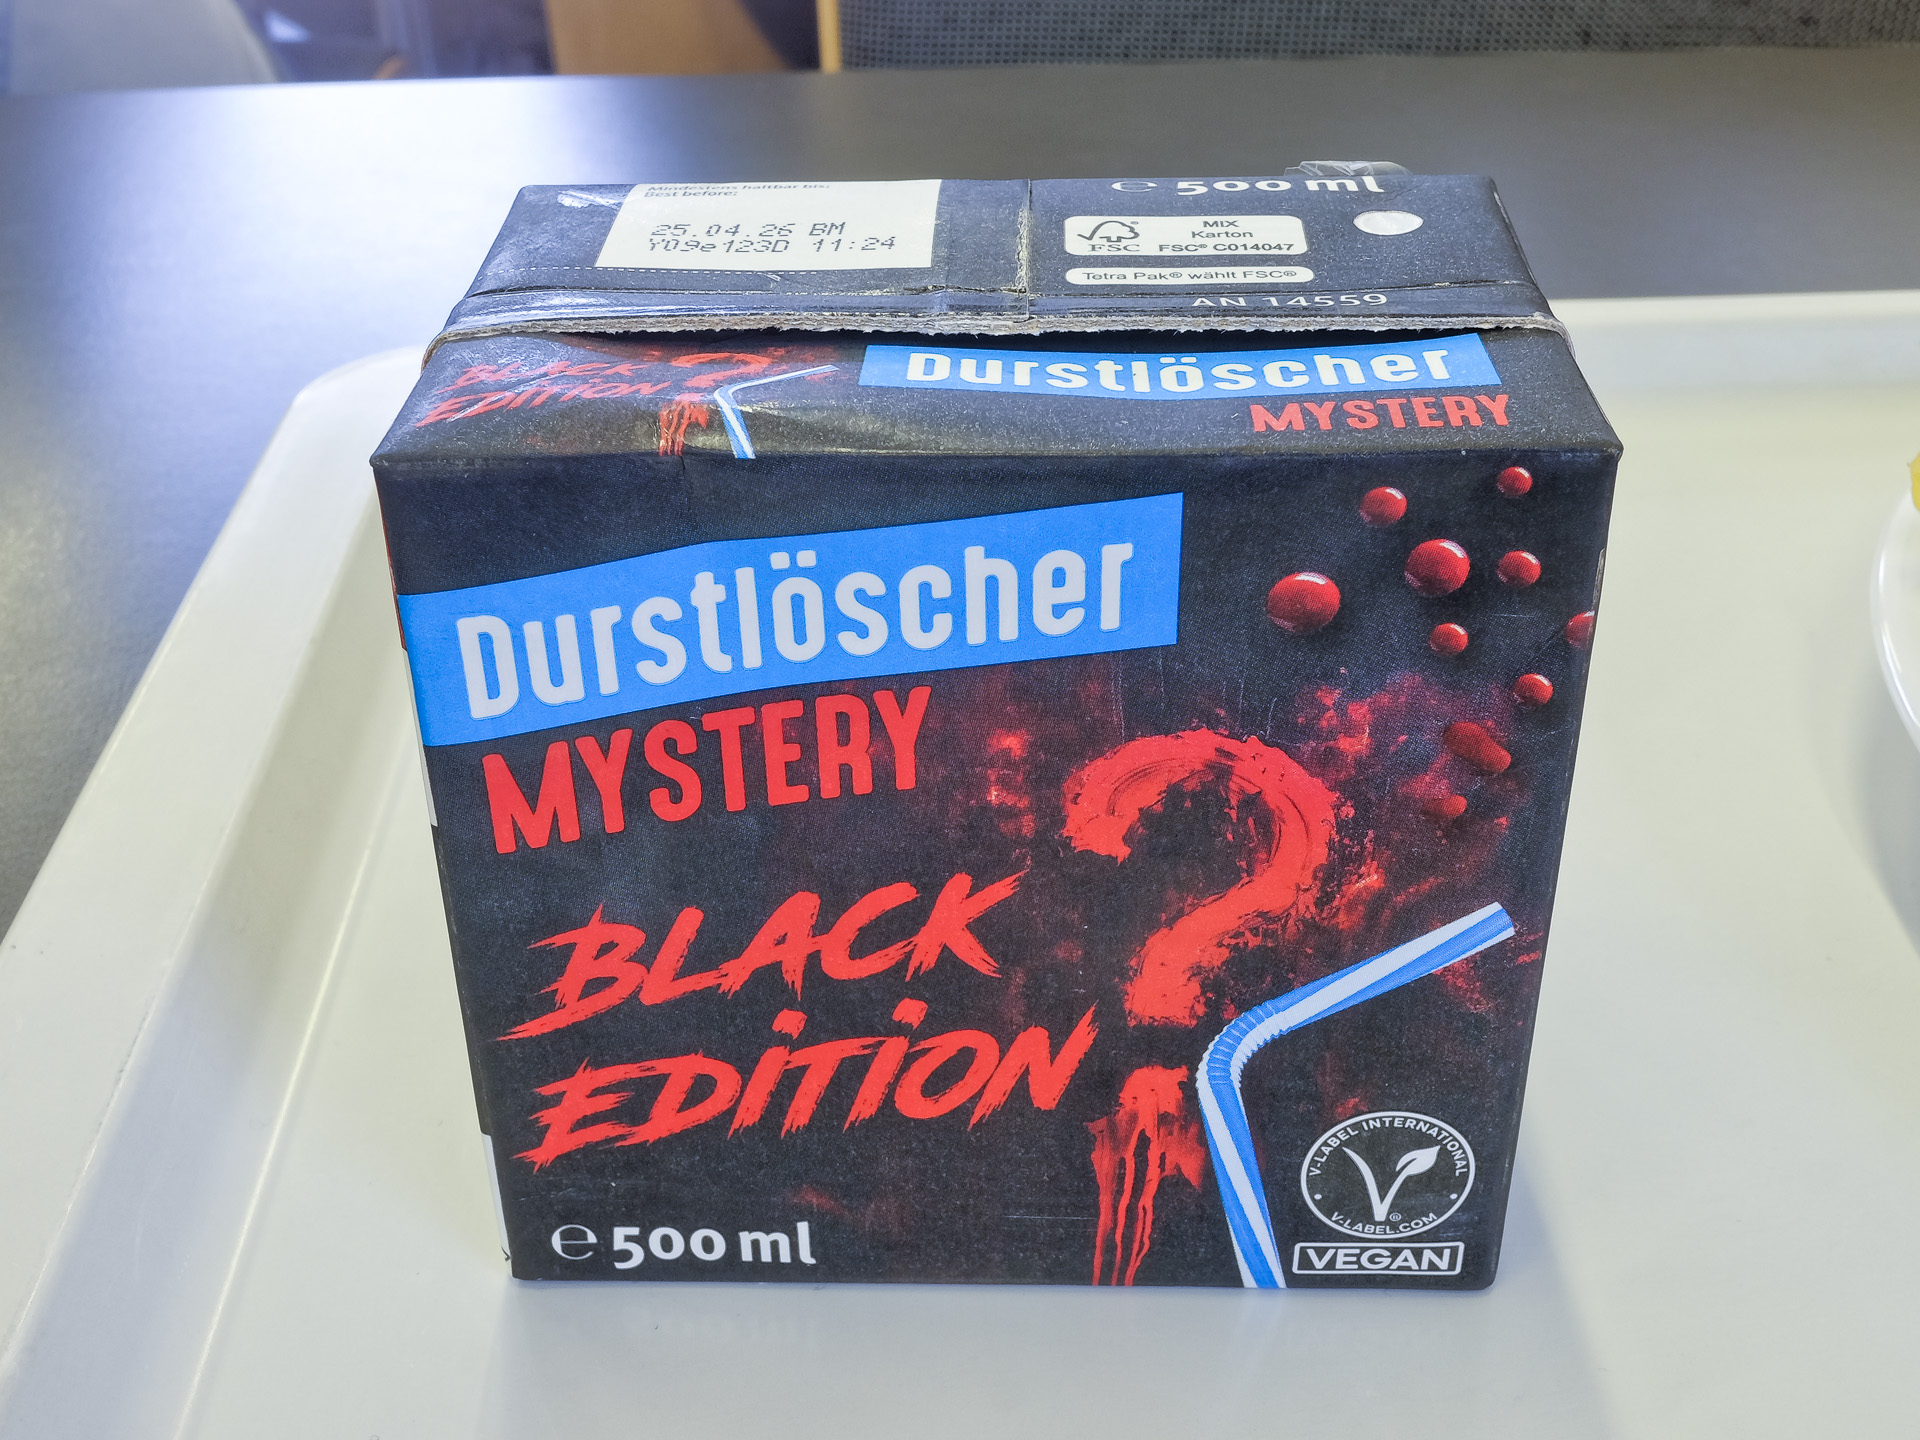 Mindestens haltbar bis:
Best before:
25.04.26 BM
Y09e123D 11:24
e 500 ml
FSC
MIX
Karton
FSC® C014047
Tetra Pak® wählt FSC®
AN 14559
BLACK
EDITION
?
Durstlöscher
MYSTERY
Durstlöscher
MYSTERY
BLACK
EDITION
?
℮ 500 ml
V-LABEL INTERNATIONAL
V-LABEL.COM
VEGAN